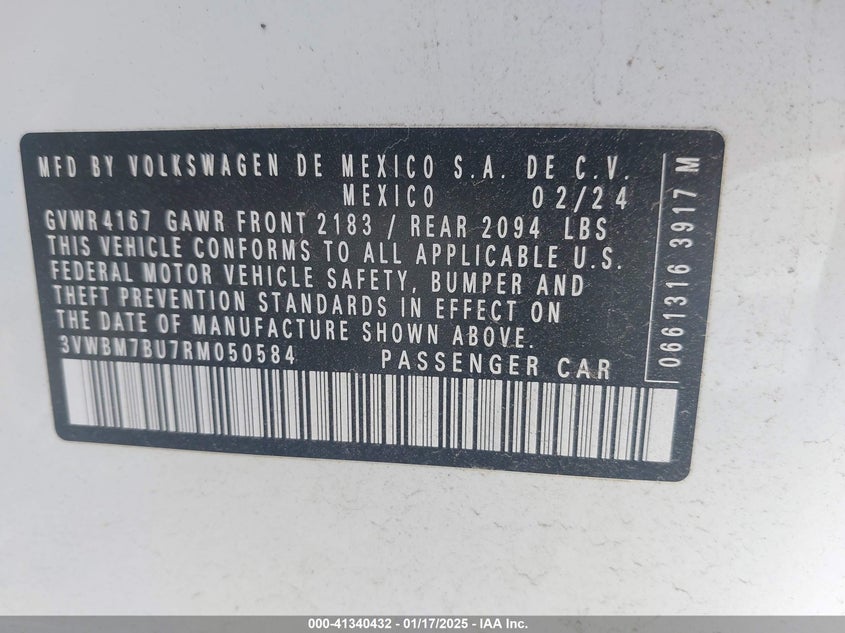 MFD BY VOLKSWAGEN DE MEXICO S.A. DE C.V.
MEXICO 02/24
GVWR4167 GAWR FRONT 2183 / REAR 2094 LBS
THIS VEHICLE CONFORMS TO ALL APPLICABLE U.S.
FEDERAL MOTOR VEHICLE SAFETY, BUMPER AND
THEFT PREVENTION STANDARDS IN EFFECT ON
THE DATE OF MANUFACTURE SHOWN ABOVE.
3VWBM7BU7RM050584 PASSENGER CAR
0661316 3917 M
000-41340432 - 01/17/2025 - IAA Inc.